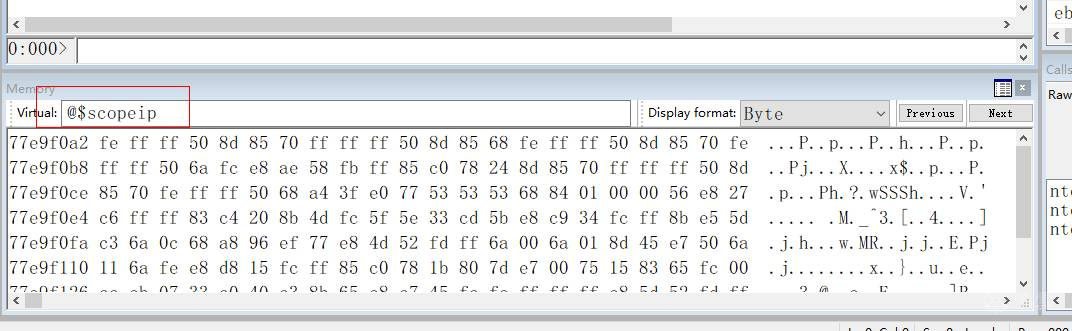 eb
0:000>
Memory
Calls
Virtual: @$scopeip Display format: Byte Previous Next
Raw
77e9f0a2 fe ff ff 50 8d 85 70 ff ff ff 50 8d 85 68 fe ff ff 50 8d 85 70 fe ...P..p...P..h...P..p.
77e9f0b8 ff ff 50 6a fc e8 ae 58 fb ff 85 c0 78 24 8d 85 70 ff ff ff 50 8d ..Pj...X....x$..p...P.
77e9f0ce 85 70 fe ff ff 50 68 a4 3f e0 77 53 53 53 68 84 01 00 00 56 e8 27 .p...Ph.?.wSSSh....V.'
77e9f0e4 c6 ff ff 83 c4 20 8b 4d fc 5f 5e 33 cd 5b e8 c9 34 fc ff 8b e5 5d ..... .M._^3.[..4....]
77e9f0fa c3 6a 0c 68 a8 96 ef 77 e8 4d 52 fd ff 6a 00 6a 01 8d 45 e7 50 6a .j.h...w.MR..j.j..E.Pj
77e9f110 11 6a fe e8 d8 15 fc ff 85 c0 78 1b 80 7d e7 00 75 15 83 65 fc 00 .j........x..}..u..e..
ntd
ntd
ntd